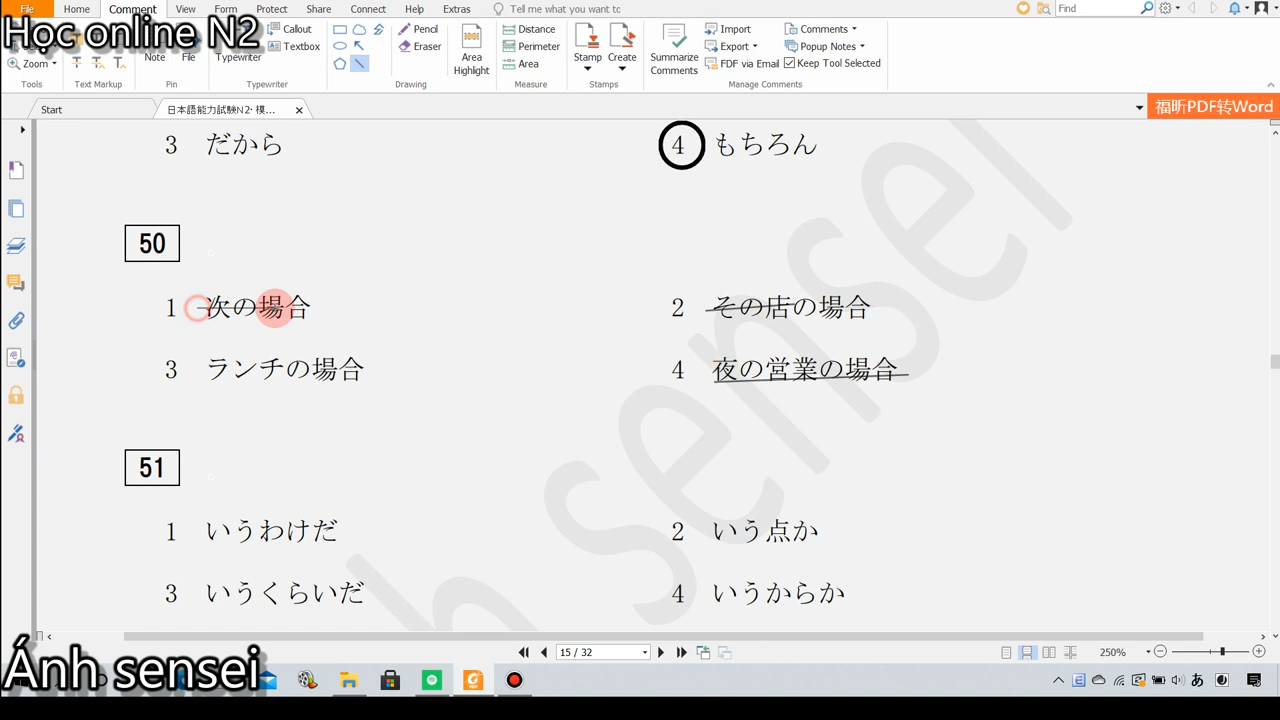 File Home Comment View Form Protect Share Connect Help Extras Tell me what you want tc Find
Học online N2
Callout Pencil Distance Import Comments
Textbox Eraser Perimeter Export Popup Notes
Zoom Note File Typewriter Area Highlight Area Stamp Create Summarize Comments FDF via Email Keep Tool Selected
Tools Text Markup Typewriter Drawing Measure Stamps Manage Comments
Start 日本語能力試験N2· 模... 福昕PDF转Word
3 だから 4 もちろん
50
1 次の場合 2 その店の場合
3 ランチの場合 4 夜の営業の場合
51
1 いうわけだ 2 いう点か
3 いうくらいだ 4 いうからか
h sensei
15 / 32 250%
Ánh sensei
あ